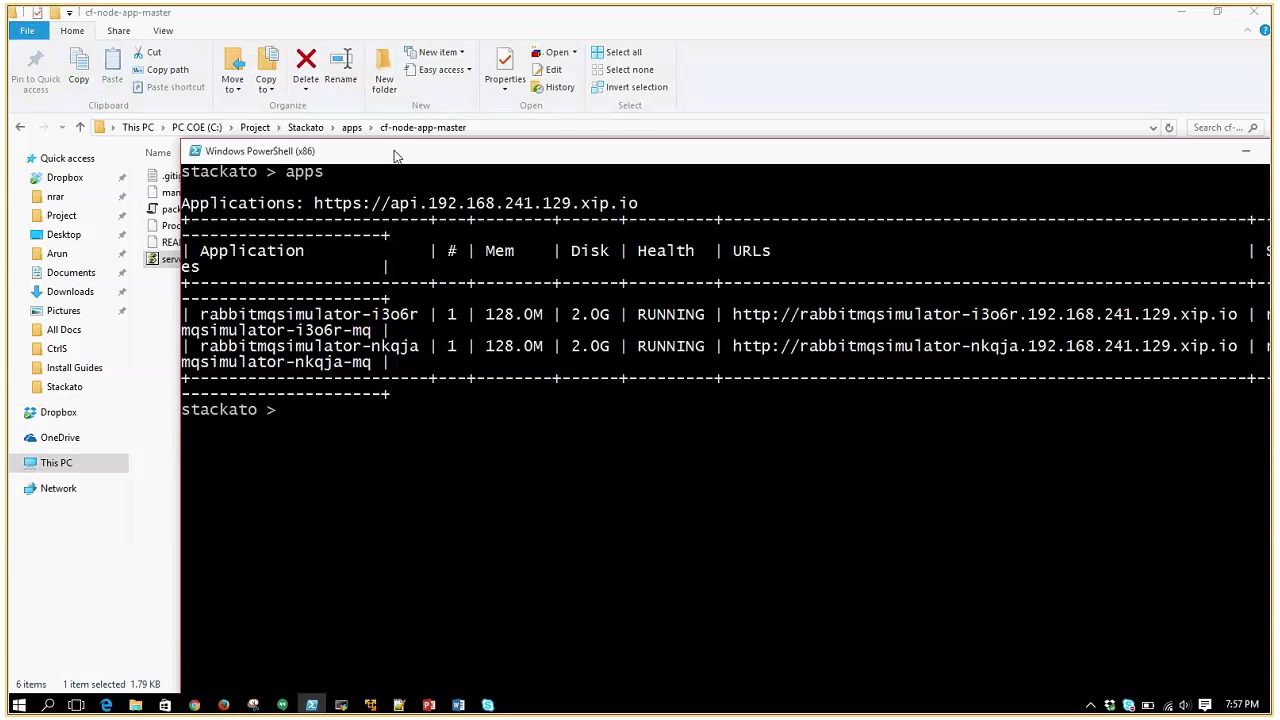 cf-node-app-master
File Home Share View
Pin to Quick access
Copy
Paste
Cut
Copy path
Paste shortcut
Clipboard
Move to
Copy to
Delete
Rename
Organize
New folder
New item
Easy access
New
Properties
Open
Edit
History
Open
Select all
Select none
Invert selection
Select
This PC > PC COE (C:) > Project > Stackato > apps > cf-node-app-master
Search cf-...
Quick access
Dropbox
nrar
Project
Desktop
Arun
Documents
Downloads
Pictures
All Docs
CtrlS
Install Guides
Stackato
Dropbox
OneDrive
This PC
Network
Name
.gitig
man
pack
Proc
REA
serve
Windows PowerShell (x86)
stackato > apps
Applications: https://api.192.168.241.129.xip.io
+--------------------------+---+---------+------+---------+---------------------------------------------------------+--
---------------------+
| Application | # | Mem | Disk | Health | URLs | S
es |
+--------------------------+---+---------+------+---------+---------------------------------------------------------+--
---------------------+
| rabbitmqsimulator-i3o6r | 1 | 128.0M | 2.0G | RUNNING | http://rabbitmqsimulator-i3o6r.192.168.241.129.xip.io | r
mqsimulator-i3o6r-mq |
| rabbitmqsimulator-nkqja | 1 | 128.0M | 2.0G | RUNNING | http://rabbitmqsimulator-nkqja.192.168.241.129.xip.io | r
mqsimulator-nkqja-mq |
+--------------------------+---+---------+------+---------+---------------------------------------------------------+--
---------------------+
stackato >
6 items 1 item selected 1.79 KB
7:57 PM